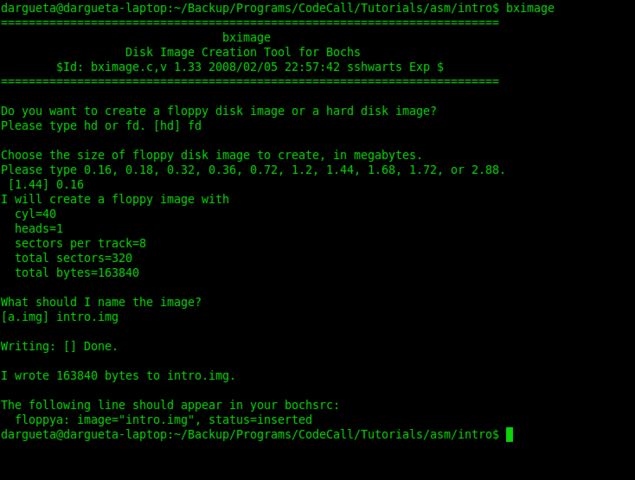 dargueta@dargueta-laptop:~/Backup/Programs/CodeCall/Tutorials/asm/intro$ bximage
========================================================================
bximage
Disk Image Creation Tool for Bochs
$Id: bximage.c,v 1.33 2008/02/05 22:57:42 sshwarts Exp $
========================================================================
Do you want to create a floppy disk image or a hard disk image?
Please type hd or fd. [hd] fd
Choose the size of floppy disk image to create, in megabytes.
Please type 0.16, 0.18, 0.32, 0.36, 0.72, 1.2, 1.44, 1.68, 1.72, or 2.88.
[1.44] 0.16
I will create a floppy image with
cyl=40
heads=1
sectors per track=8
total sectors=320
total bytes=163840
What should I name the image?
[a.img] intro.img
Writing: [] Done.
I wrote 163840 bytes to intro.img.
The following line should appear in your bochsrc:
floppya: image="intro.img", status=inserted
dargueta@dargueta-laptop:~/Backup/Programs/CodeCall/Tutorials/asm/intro$